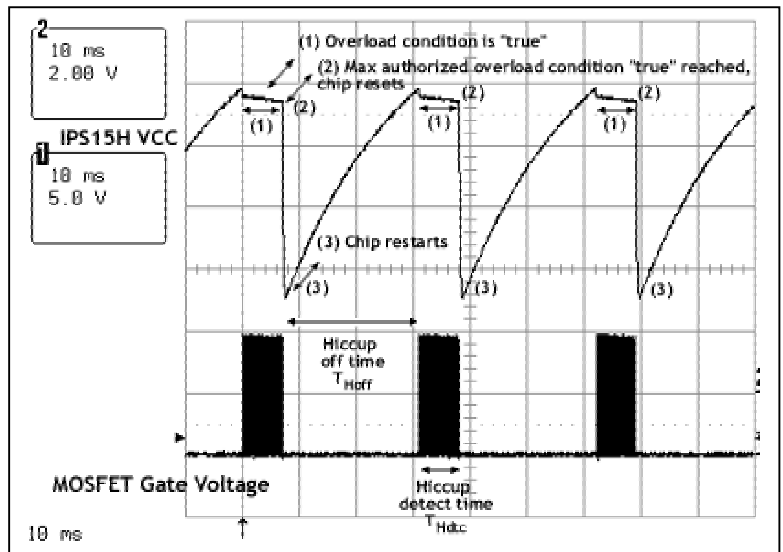 2
10 ms
2.00 V
IPS15H VCC
1
10 ms
5.0 V
(1) Overload condition is "true"
(2) Max authorized overload condition "true" reached,
chip resets
(1)
(2)
(1)
(2)
(1)
(2)
(3) Chip restarts
(3)
(3)
(3)
Hiccup
off time
THoff
MOSFET Gate Voltage
Hiccup
detect time
THdtc
10 ms